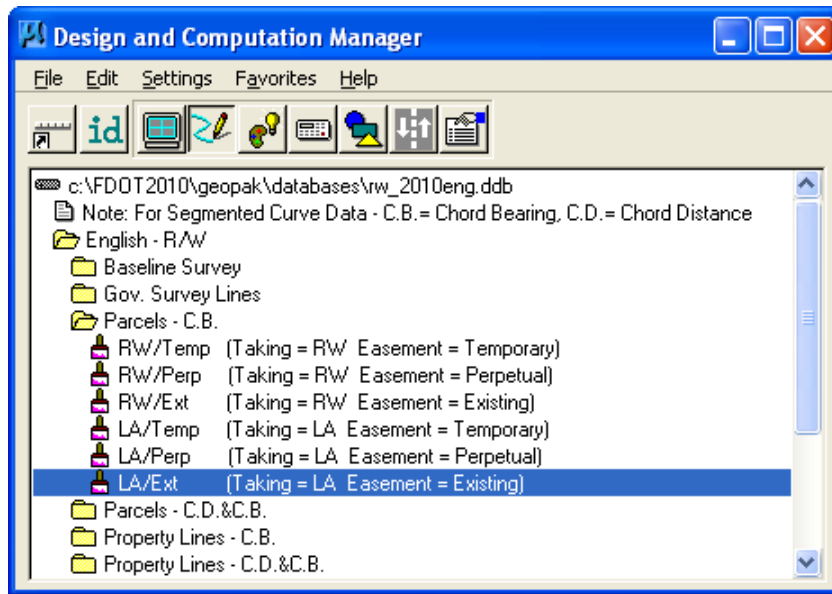 Design and Computation Manager
File Edit Settings Favorites Help
id
c:\FDOT2010\geopak\databases\rw_2010eng.ddb
Note: For Segmented Curve Data - C.B.= Chord Bearing, C.D.= Chord Distance
English - R/W
Baseline Survey
Gov. Survey Lines
Parcels - C.B.
RW/Temp (Taking = RW Easement = Temporary)
RW/Perp (Taking = RW Easement = Perpetual)
RW/Ext (Taking = RW Easement = Existing)
LA/Temp (Taking = LA Easement = Temporary)
LA/Perp (Taking = LA Easement = Perpetual)
LA/Ext (Taking = LA Easement = Existing)
Parcels - C.D.&C.B.
Property Lines - C.B.
Property Lines - C.D.&C.B.